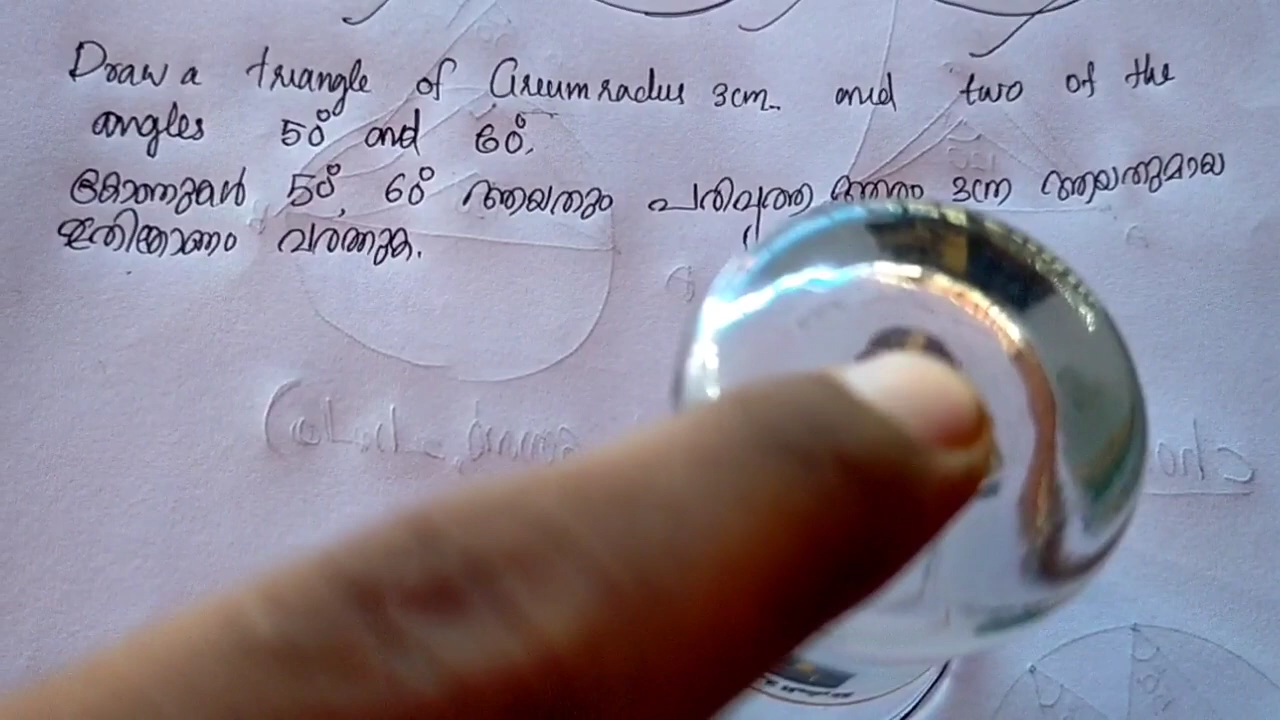 Draw a triangle of Circumradius 3cm. and two of the
angles 50° and 60°.
കോണുകൾ 50°, 60° ആയതും പരിവൃത്ത ആരം 3cm ആയതുമായ
ത്രികോണം വരക്കുക.